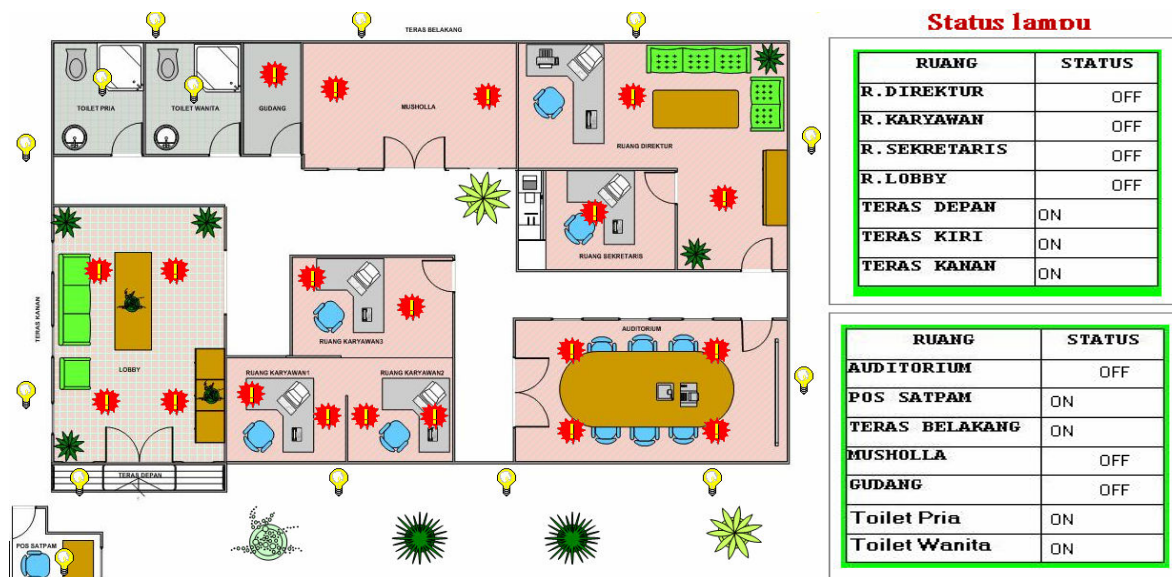 TERAS BELAKANG
TOILET PRIA
TOILET WANITA
GUDANG
MUSHOLLA
RUANG DIREKTUR
RUANG SEKRETARIS
TERAS KANAN
LOBBY
RUANG KARYAWAN3
RUANG KARYAWAN1
RUANG KARYAWAN2
AUDITORIUM
TERAS DEPAN
POS SATPAM
Status lampu
RUANG STATUS
R.DIREKTUR OFF
R.KARYAWAN OFF
R.SEKRETARIS OFF
R.LOBBY OFF
TERAS DEPAN ON
TERAS KIRI ON
TERAS KANAN ON
RUANG STATUS
AUDITORIUM OFF
POS SATPAM ON
TERAS BELAKANG ON
MUSHOLLA OFF
GUDANG OFF
Toilet Pria ON
Toilet Wanita ON